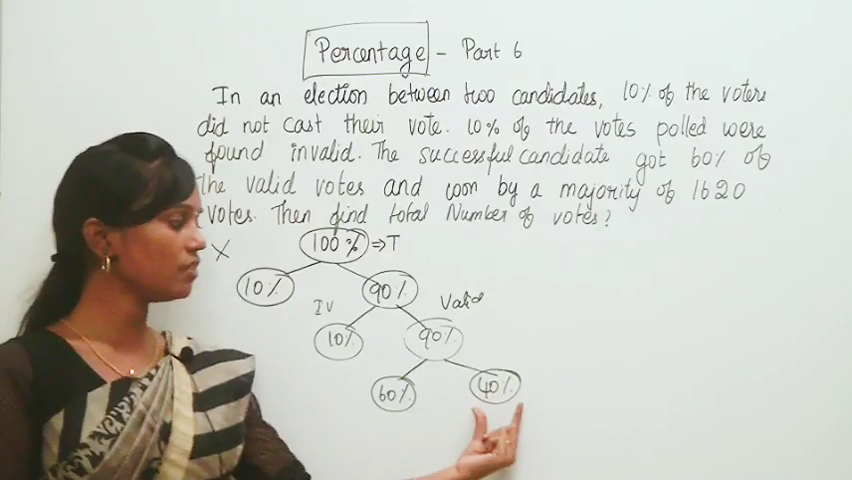 Percentage - Part 6
In an election between two candidates, 10% of the voters
did not cast their vote. 10% of the votes polled were
found invalid. The successful candidate got 60% of
the valid votes and won by a majority of 1620
votes. Then find total Number of votes?
X 100% ⇒ T
10% 90%
IV Valid
10% 90%
60% 40%